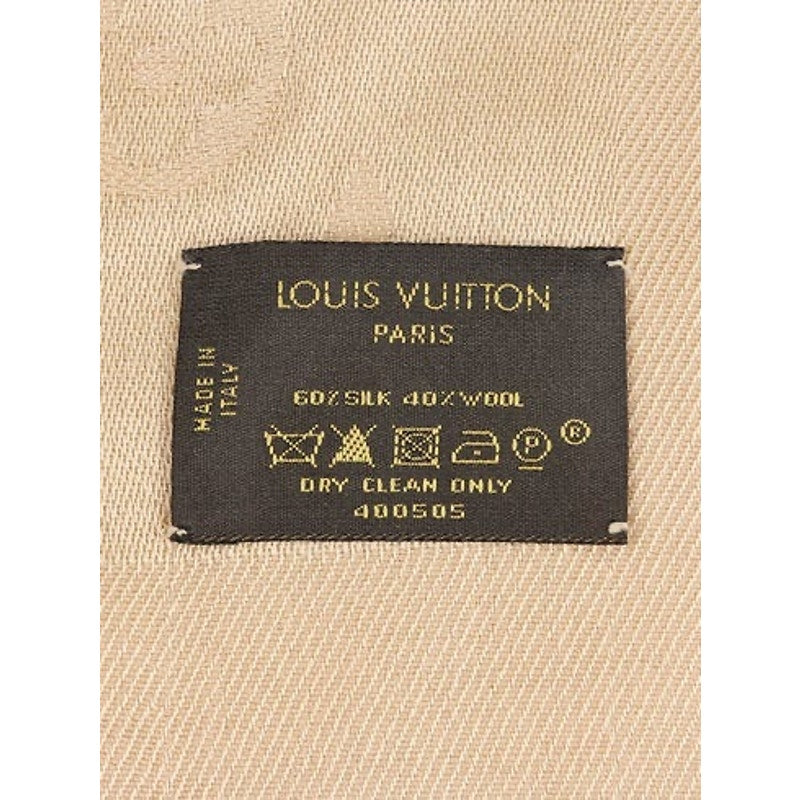 LOUIS VUITTON
PARIS
MADE IN
ITALY
60% SILK 40% WOOL
P ®
DRY CLEAN ONLY
400505